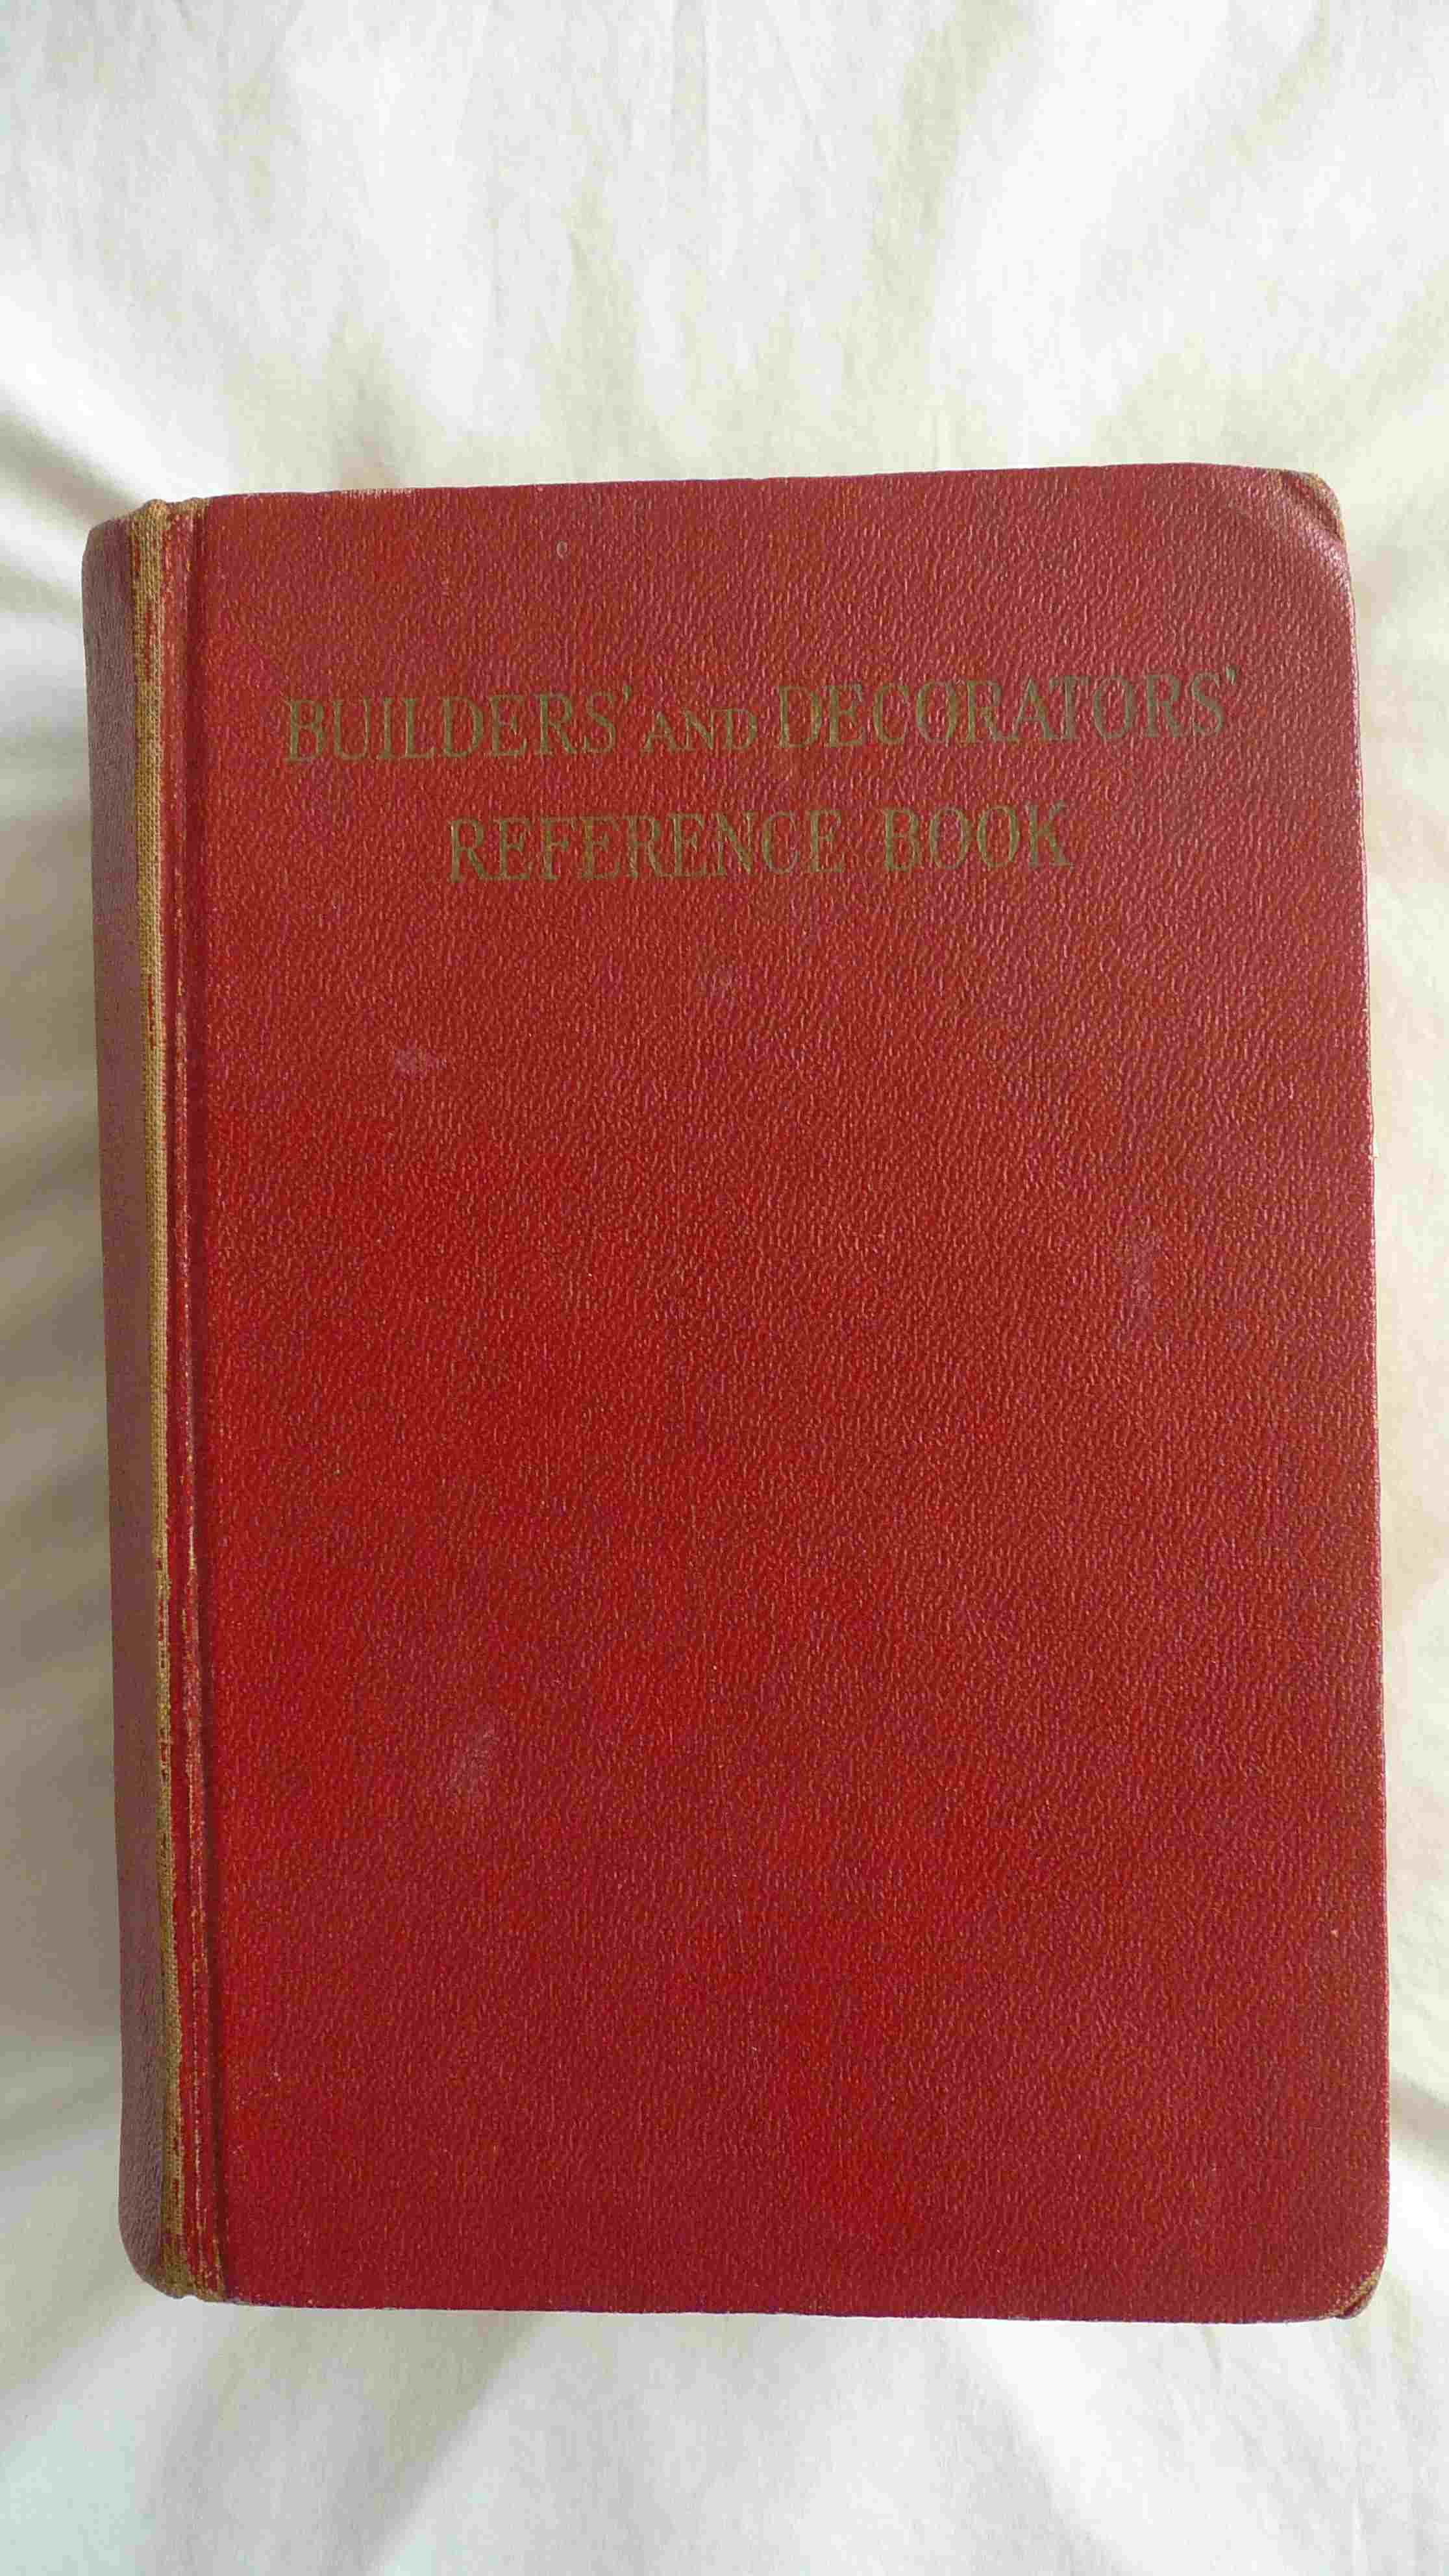 BUILDERS' AND DECORATORS'
REFERENCE BOOK